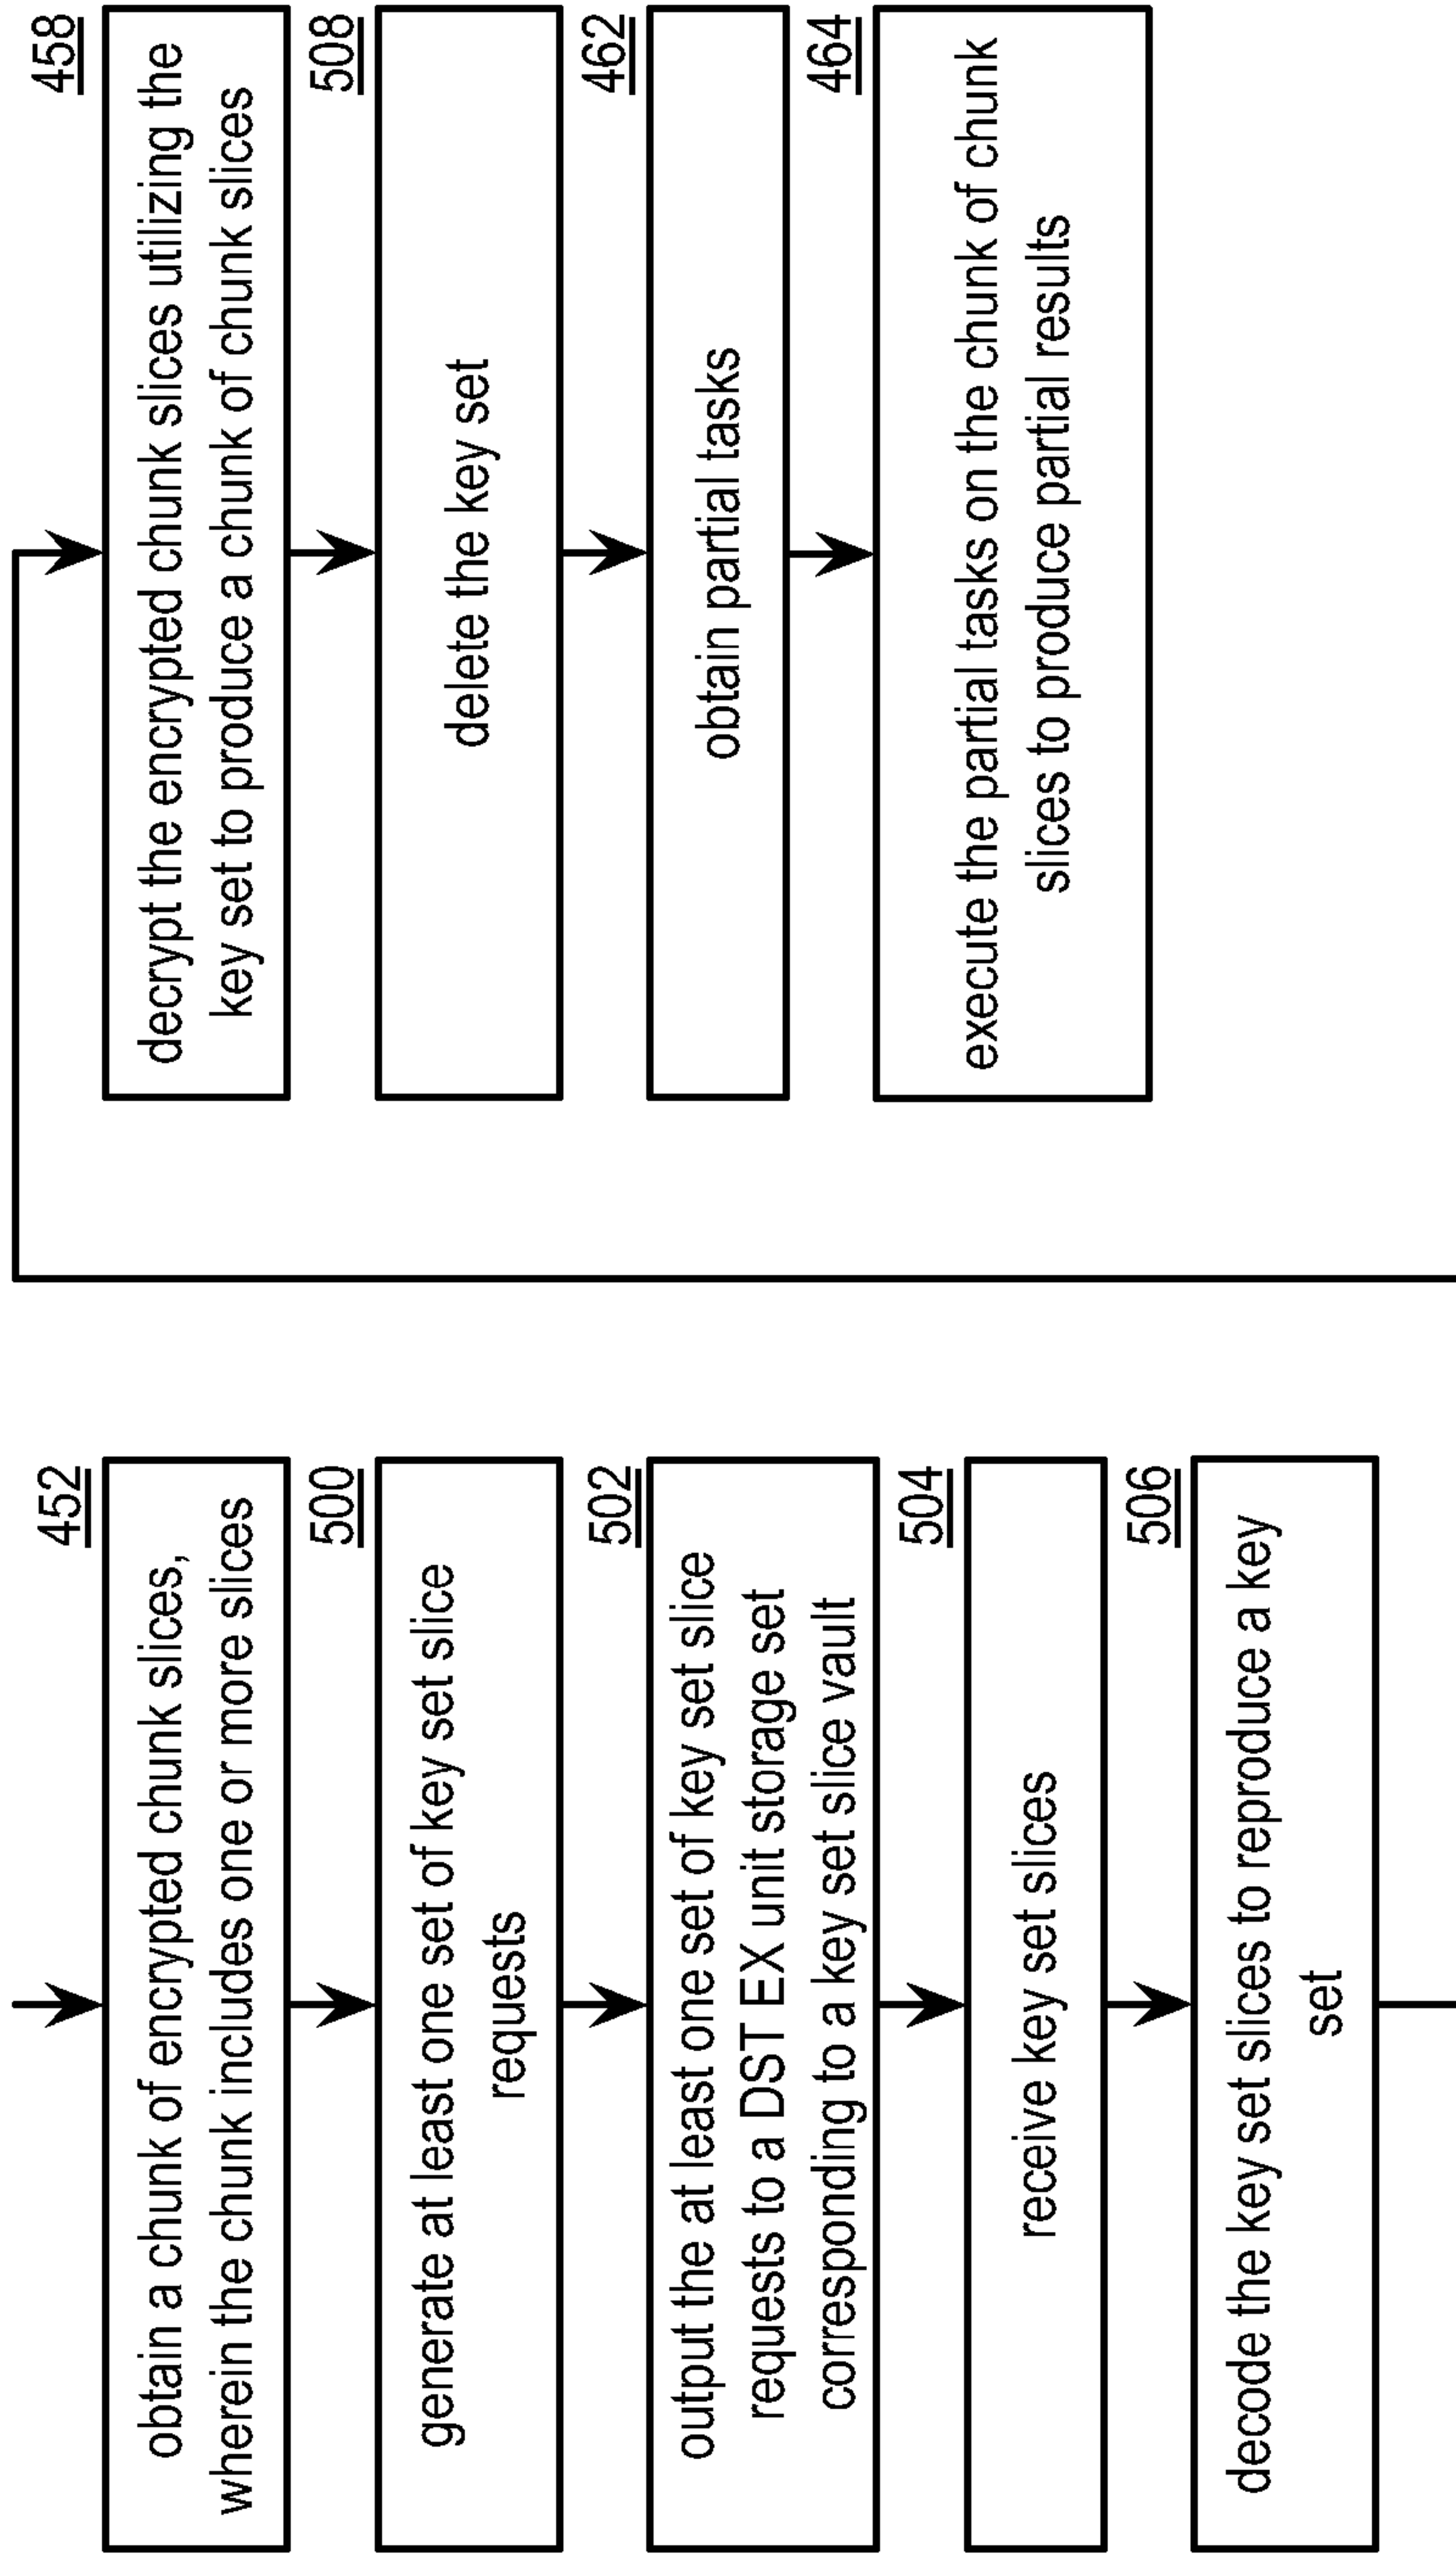 452
obtain a chunk of encrypted chunk slices,
wherein the chunk includes one or more slices
500
generate at least one set of key set slice
requests
502
output the at least one set of key set slice
requests to a DST EX unit storage set
corresponding to a key set slice vault
504
receive key set slices
506
decode the key set slices to reproduce a key
set
458
decrypt the encrypted chunk slices utilizing the
key set to produce a chunk of chunk slices
508
delete the key set
462
obtain partial tasks
464
execute the partial tasks on the chunk of chunk
slices to produce partial results